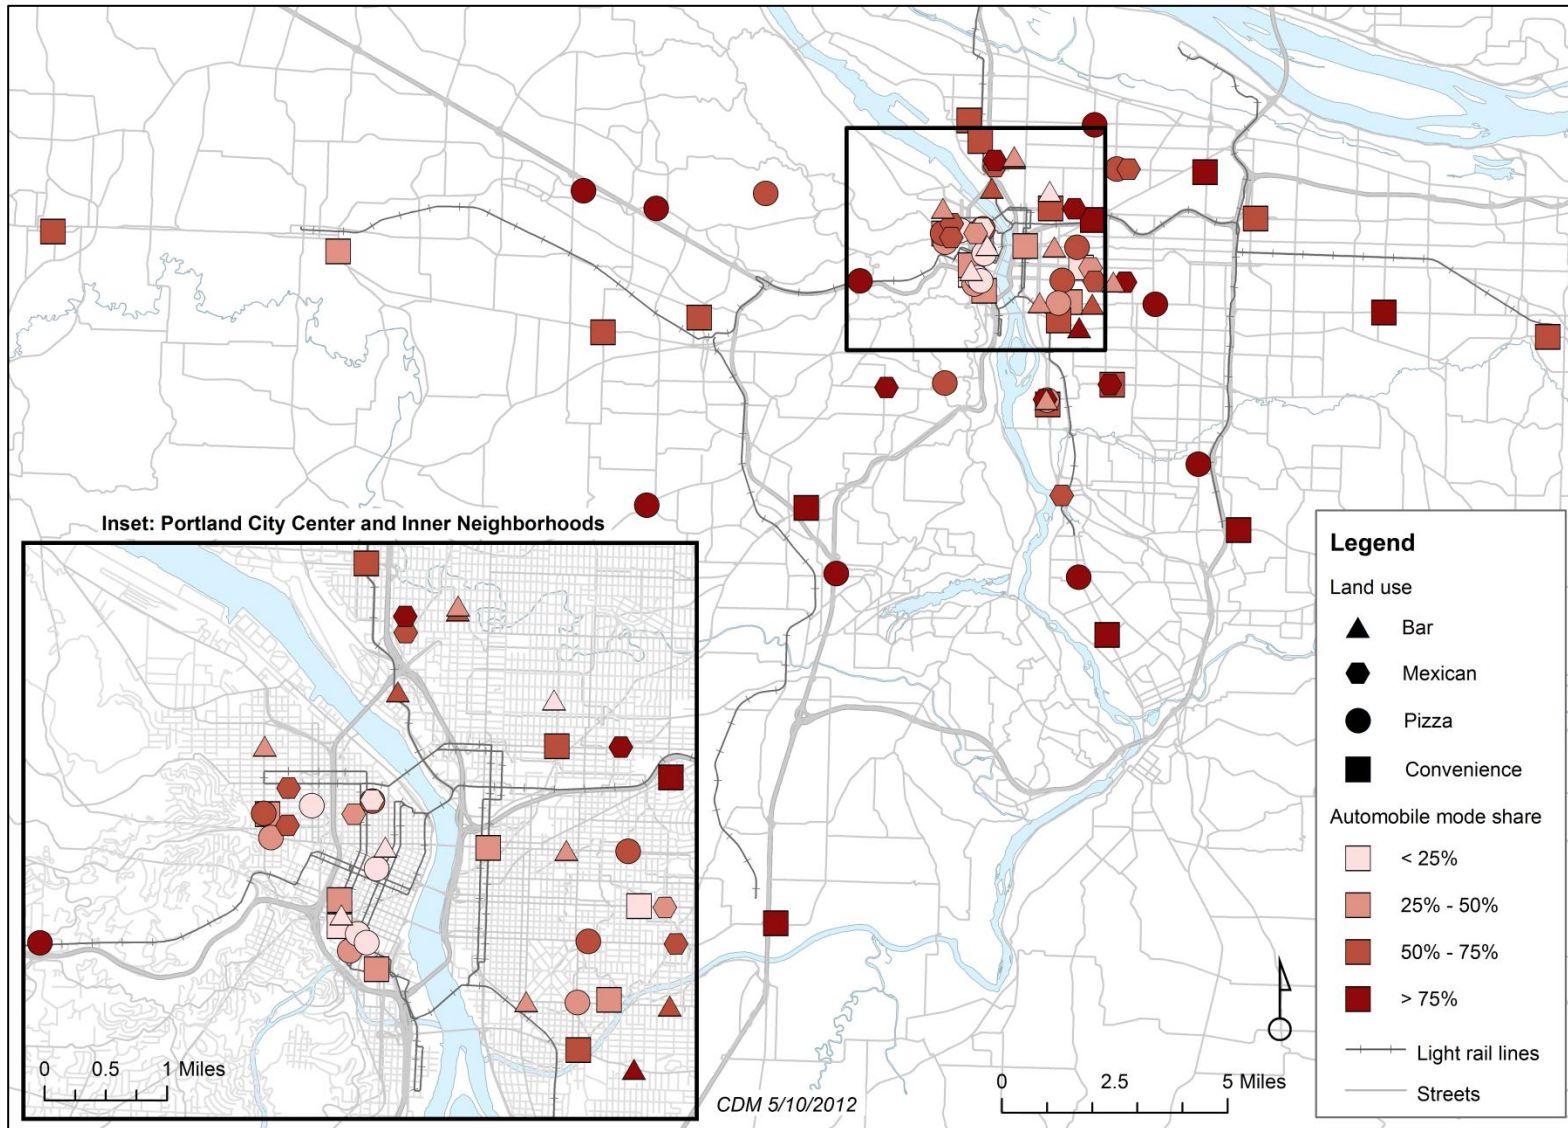 Inset: Portland City Center and Inner Neighborhoods
0 0.5 1 Miles
CDM 5/10/2012
0 2.5 5 Miles
Legend
Land use
Bar
Mexican
Pizza
Convenience
Automobile mode share
< 25%
25% - 50%
50% - 75%
> 75%
Light rail lines
Streets